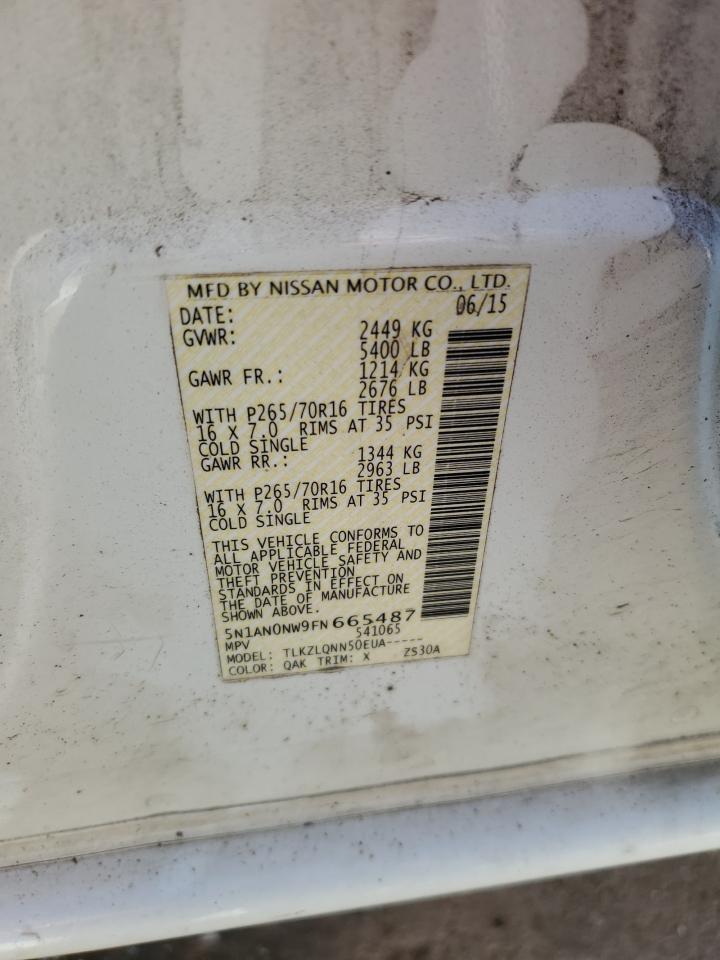 MFD BY NISSAN MOTOR CO., LTD.
DATE: 06/15
GVWR: 2449 KG
5400 LB
GAWR FR.: 1214 KG
2676 LB
WITH P265/70R16 TIRES
16 X 7.0 RIMS AT 35 PSI
COLD SINGLE
GAWR RR.: 1344 KG
2963 LB
WITH P265/70R16 TIRES
16 X 7.0 RIMS AT 35 PSI
COLD SINGLE
THIS VEHICLE CONFORMS TO
ALL APPLICABLE FEDERAL
MOTOR VEHICLE SAFETY AND
THEFT PREVENTION
STANDARDS IN EFFECT ON
THE DATE OF MANUFACTURE
SHOWN ABOVE.
5N1AN0NW9FN665487
MPV 541065
MODEL: TLKZLQNN50EUA-----
COLOR: QAK TRIM: X ZS30A